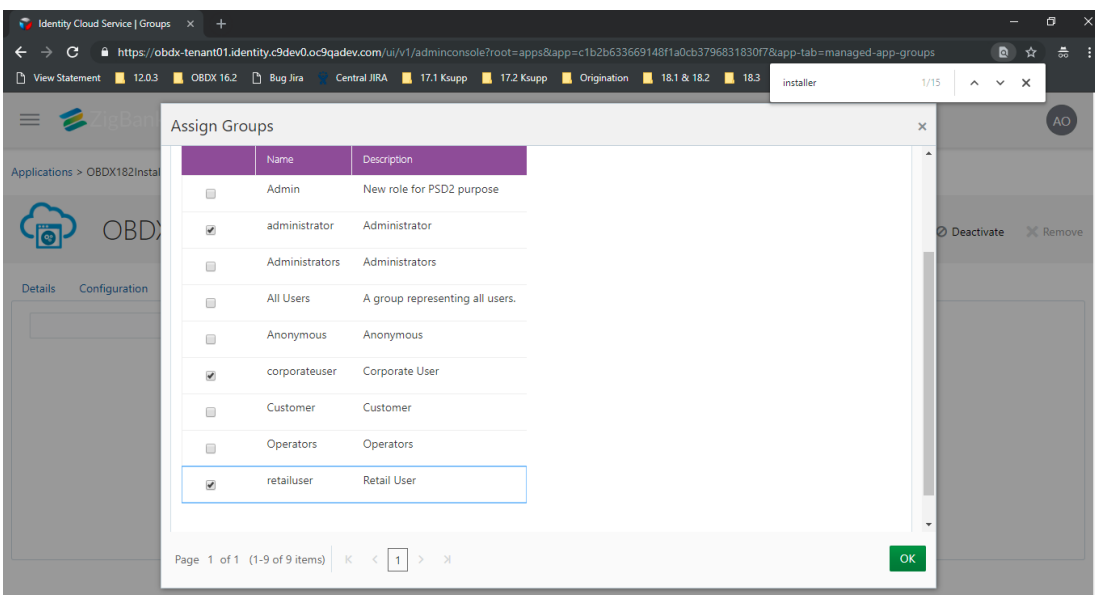 Identity Cloud Service | Groups
https://obdx-tenant01.identity.c9dev0.oc9qadev.com/ui/v1/adminconsole?root=apps&app=c1b2b633669148f1a0cb3796831830f7&app-tab=managed-app-groups
View Statement 12.0.3 OBDX 16.2 Bug Jira Central JIRA 17.1 Ksupp 17.2 Ksupp Origination 18.1 & 18.2 18.3
installer 1/15
ZigBan
AO
Assign Groups
Applications > OBDX182Instal
OBDX
Deactivate Remove
Details Configuration
Name Description
Admin New role for PSD2 purpose
administrator Administrator
Administrators Administrators
All Users A group representing all users.
Anonymous Anonymous
corporateuser Corporate User
Customer Customer
Operators Operators
retailuser Retail User
Page 1 of 1 (1-9 of 9 items) K < 1 > X
OK